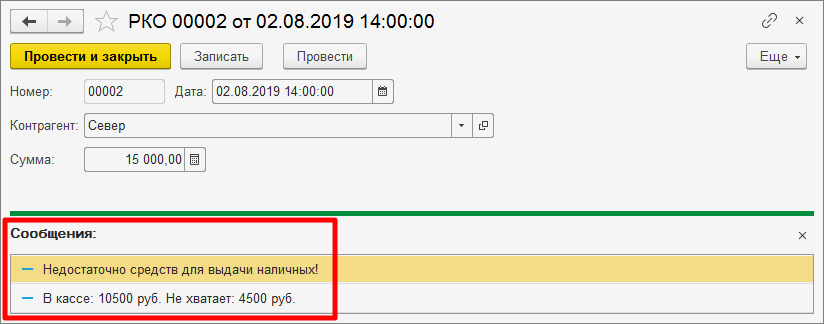 РКО 00002 от 02.08.2019 14:00:00
Провести и закрыть Записать Провести Еще
Номер: 00002 Дата: 02.08.2019 14:00:00
Контрагент: Север
Сумма: 15 000,00
Сообщения:
Недостаточно средств для выдачи наличных!
В кассе: 10500 руб. Не хватает: 4500 руб.